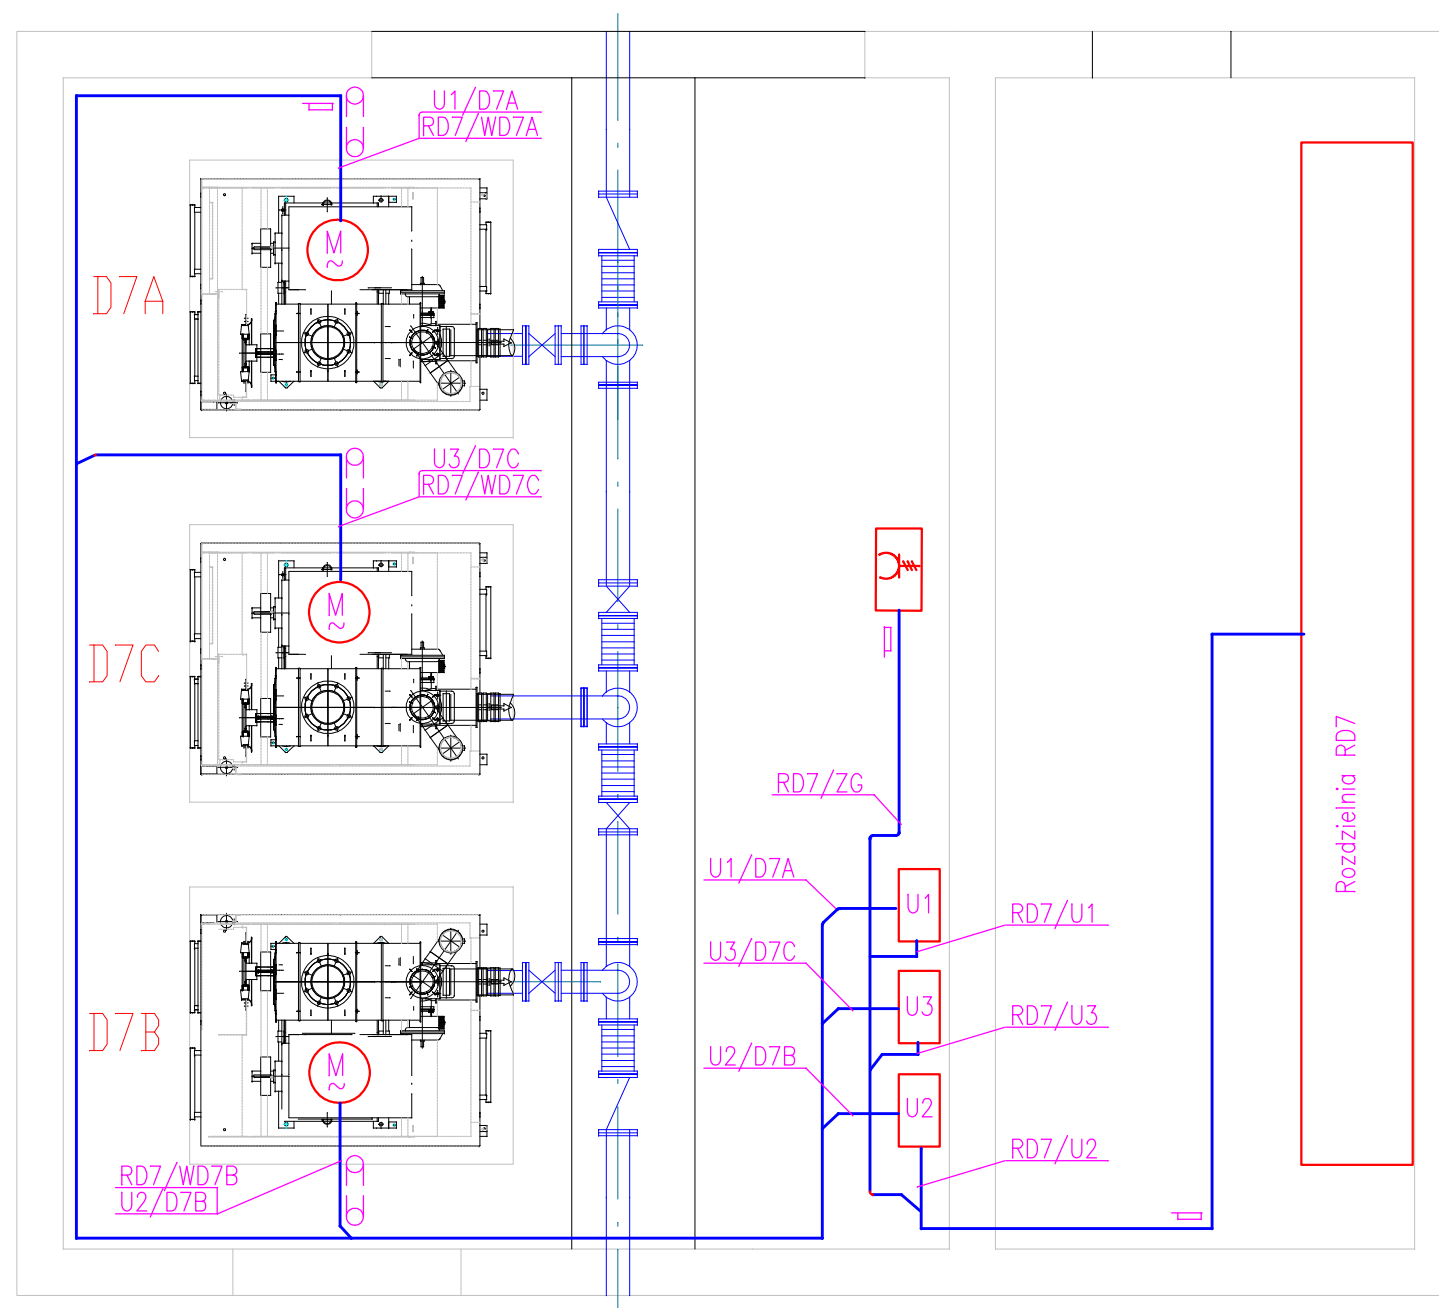 U1/D7A
RD7/WD7A
M
~
D7A
U3/D7C
RD7/WD7C
M
~
D7C
Rozdzielnia RD7
RD7/ZG
U1/D7A
U1
RD7/U1
U3/D7C
U3
RD7/U3
D7B
M
~
U2/D7B
U2
RD7/U2
RD7/WD7B
U2/D7B